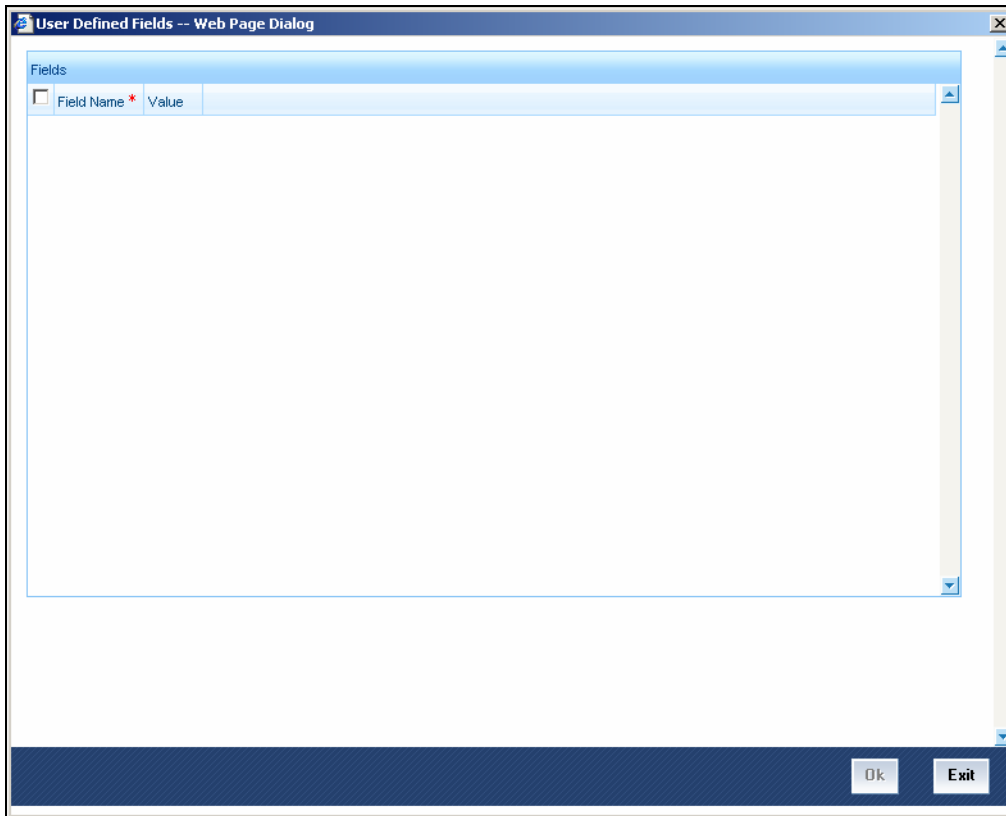 User Defined Fields -- Web Page Dialog
Fields
Field Name * Value
Ok Exit